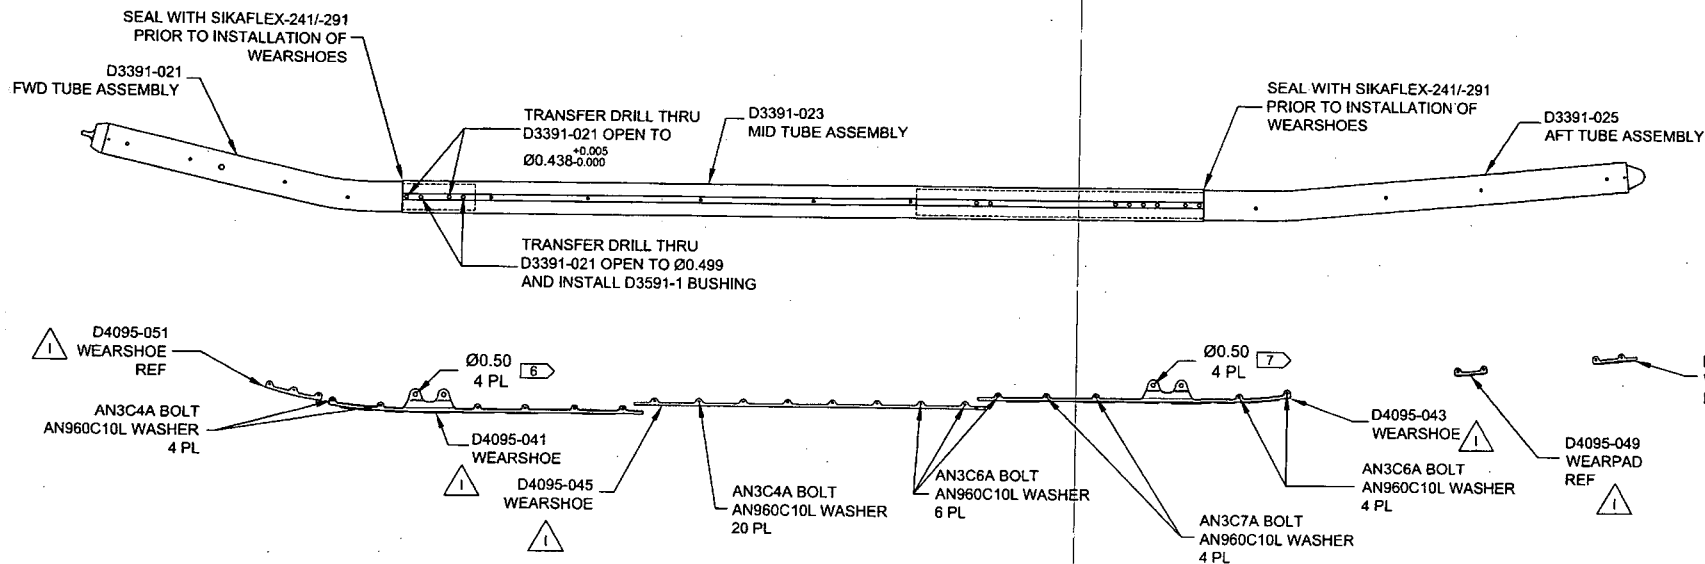 SEAL WITH SIKAFLEX-241/-291
PRIOR TO INSTALLATION OF
WEARSHOES
D3391-021
FWD TUBE ASSEMBLY
TRANSFER DRILL THRU
D3391-021 OPEN TO
Ø0.438 +0.005 -0.000
D3391-023
MID TUBE ASSEMBLY
SEAL WITH SIKAFLEX-241/-291
PRIOR TO INSTALLATION OF
WEARSHOES
D3391-025
AFT TUBE ASSEMBLY
TRANSFER DRILL THRU
D3391-021 OPEN TO Ø0.499
AND INSTALL D3591-1 BUSHING
1
D4095-051
WEARSHOE
REF
Ø0.50
4 PL
6
Ø0.50
4 PL
7
AN3C4A BOLT
AN960C10L WASHER
4 PL
D4095-041
WEARSHOE
1
D4095-045
WEARSHOE
1
AN3C4A BOLT
AN960C10L WASHER
20 PL
AN3C6A BOLT
AN960C10L WASHER
6 PL
AN3C7A BOLT
AN960C10L WASHER
4 PL
D4095-043
WEARSHOE
1
AN3C6A BOLT
AN960C10L WASHER
4 PL
D4095-049
WEARPAD
REF
1